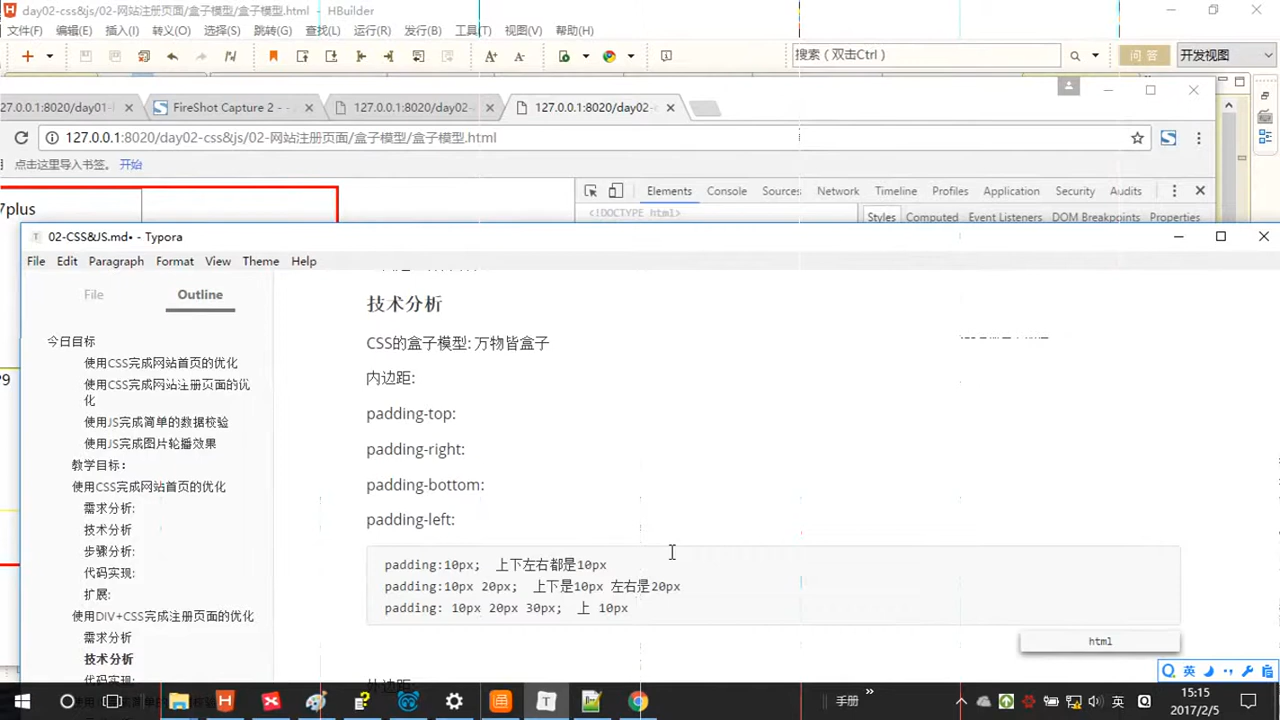 day02-css&js/02-网站注册页面/盒子模型/盒子模型.html - HBuilder
文件(F) 编辑(E) 插入(I) 转义(O) 选择(S) 跳转(G) 查找(L) 运行(R) 发行(B) 工具(T) 视图(V) 帮助(H)
搜索（双击Ctrl） 问答 开发视图
27.0.0.1:8020/day01- FireShot Capture 2 - 127.0.0.1:8020/day02- 127.0.0.1:8020/day02-
127.0.0.1:8020/day02-css&js/02-网站注册页面/盒子模型/盒子模型.html
点击这里导入书签。 开始
Elements Console Sources Network Timeline Profiles Application Security Audits
7plus
<!DOCTYPE html>
Styles Computed Event Listeners DOM Breakpoints Properties
02-CSS&JS.md• - Typora
File Edit Paragraph Format View Theme Help
File Outline
今日目标
使用CSS完成网站首页的优化
使用CSS完成网站注册页面的优
化
使用JS完成简单的数据校验
使用JS完成图片轮播效果
教学目标:
使用CSS完成网站首页的优化
需求分析:
技术分析
步骤分析:
代码实现:
扩展:
使用DIV+CSS完成注册页面的优化
需求分析
技术分析
代码实现:
P9
技术分析
CSS的盒子模型: 万物皆盒子
内边距:
padding-top:
padding-right:
padding-bottom:
padding-left:
padding:10px; 上下左右都是10px
padding:10px 20px; 上下是10px 左右是20px
padding: 10px 20px 30px; 上 10px
html
外边距:
英
手册 » 英
15:15
2017/2/5